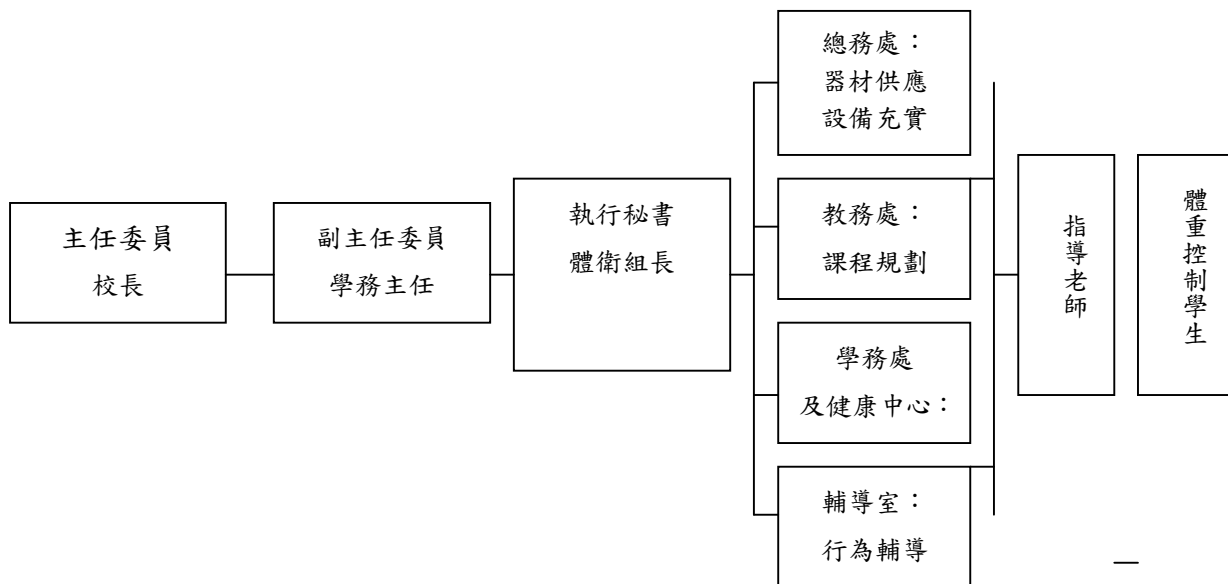 主任委員
校長
副主任委員
學務主任
執行秘書
體衛組長
總務處：
器材供應
設備充實
教務處：
課程規劃
學務處
及健康中心：
輔導室：
行為輔導
指導老師
體重控制學生